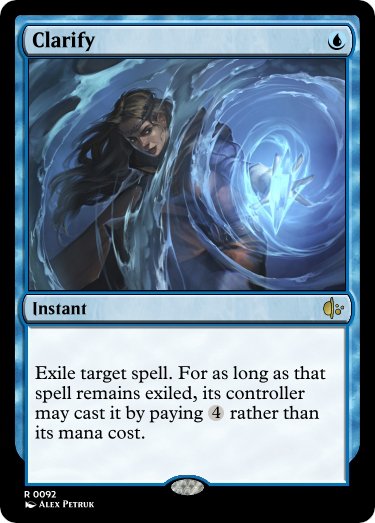 Clarify
Instant
Exile target spell. For as long as that
spell remains exiled, its controller
may cast it by paying 4 rather than
its mana cost.
R 0092
Alex Petruk